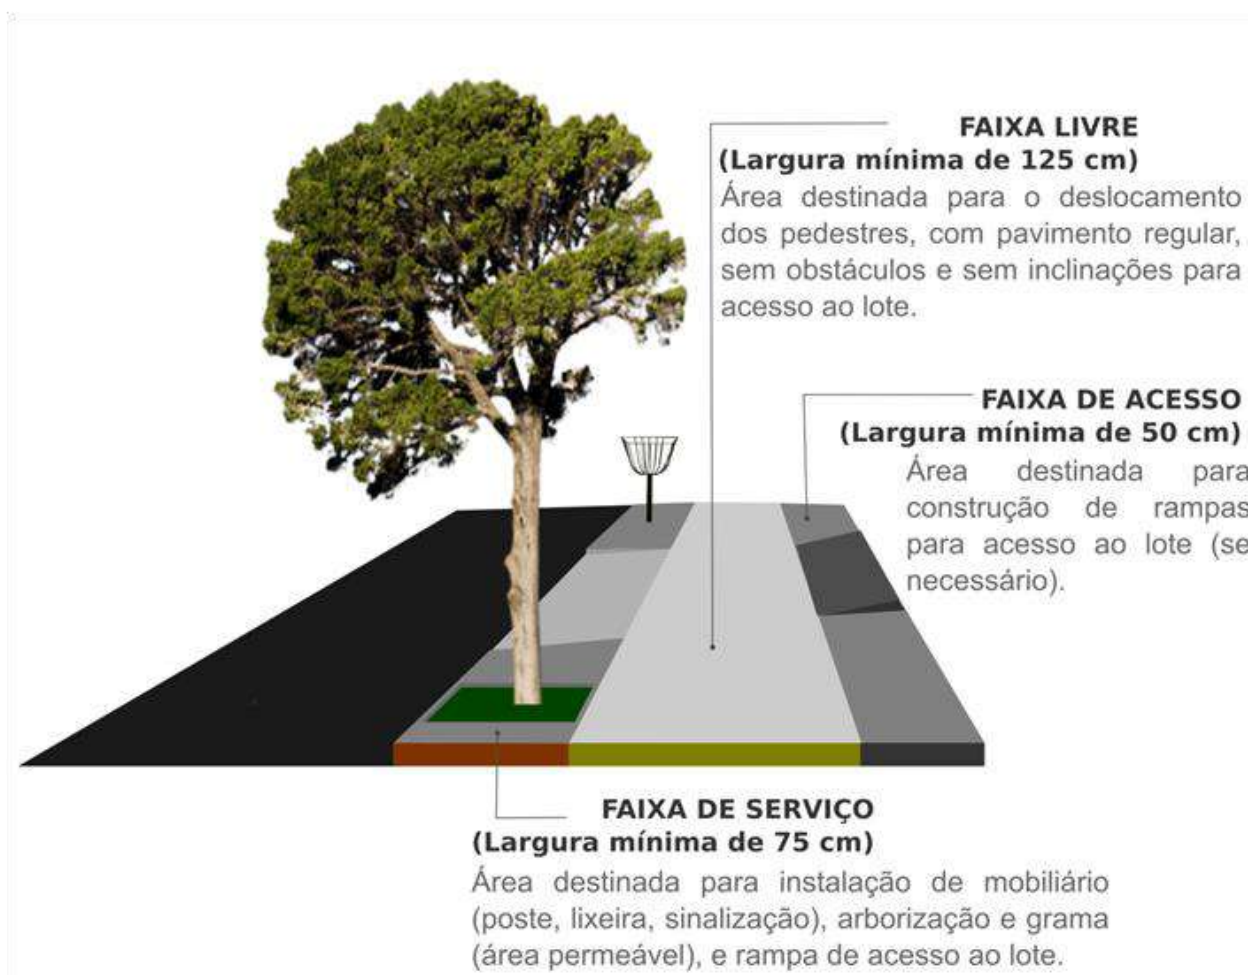 FAIXA LIVRE
(Largura mínima de 125 cm)
Área destinada para o deslocamento
dos pedestres, com pavimento regular,
sem obstáculos e sem inclinações para
acesso ao lote.
FAIXA DE ACESSO
(Largura mínima de 50 cm)
Área destinada para
construção de rampas
para acesso ao lote (se
necessário).
FAIXA DE SERVIÇO
(Largura mínima de 75 cm)
Área destinada para instalação de mobiliário
(poste, lixeira, sinalização), arborização e grama
(área permeável), e rampa de acesso ao lote.